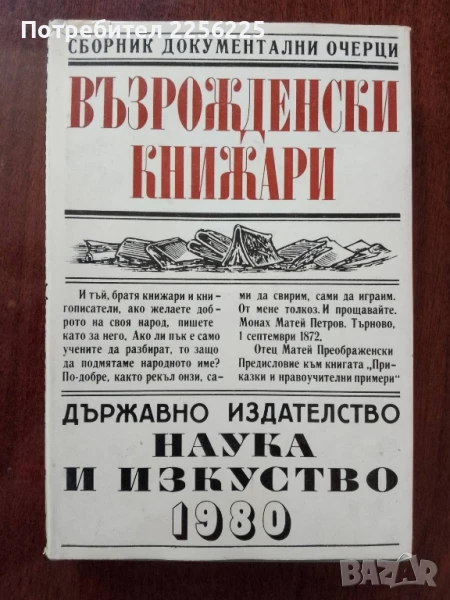 Потребител 2256225
СБОРНИК ДОКУМЕНТАЛНИ ОЧЕРЦИ
ВЪЗРОЖДЕНСКИ
КНИЖАРИ
И тъй, братя книжари и кни-
гописатели, ако желаете доб-
рото на своя народ, пишете
като за него. Ако ли пък е само
учените да разбират, то защо
да подмятаме народното име?
По-добре, както рекъл онзи, са-
ми да свирим, сами да играим.
От мене толкоз. И прощавайте.
Монах Матей Петров. Търново,
1 септември 1872.
Отец Матей Преображенски
Предисловие към книгата „При-
казки и нравоучителни примери“
ДЪРЖАВНО ИЗДАТЕЛСТВО
НАУКА
И ИЗКУСТВО
1980
BAZAR